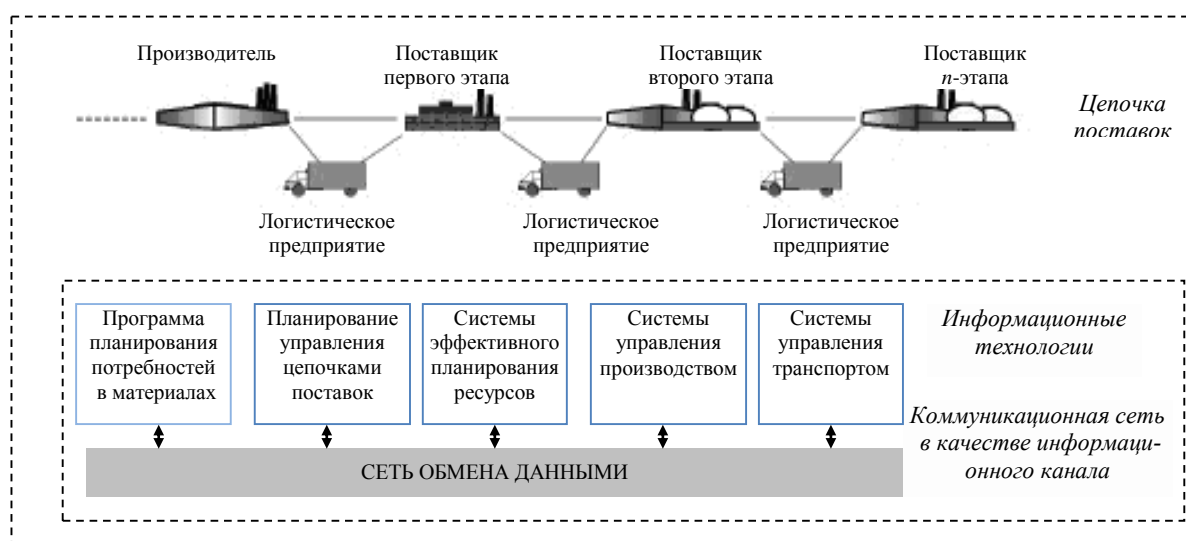 Производитель
Поставщик
первого этапа
Поставщик
второго этапа
Поставщик
n-этапа
Цепочка
поставок
Логистическое
предприятие
Логистическое
предприятие
Логистическое
предприятие
Программа
планирования
потребностей
в материалах
Планирование
управления
цепочками
поставок
Системы
эффективного
планирования
ресурсов
Системы
управления
производством
Системы
управления
транспортом
Информационные
технологии
Коммуникационная сеть
в качестве информаци-
онного канала
СЕТЬ ОБМЕНА ДАННЫМИ